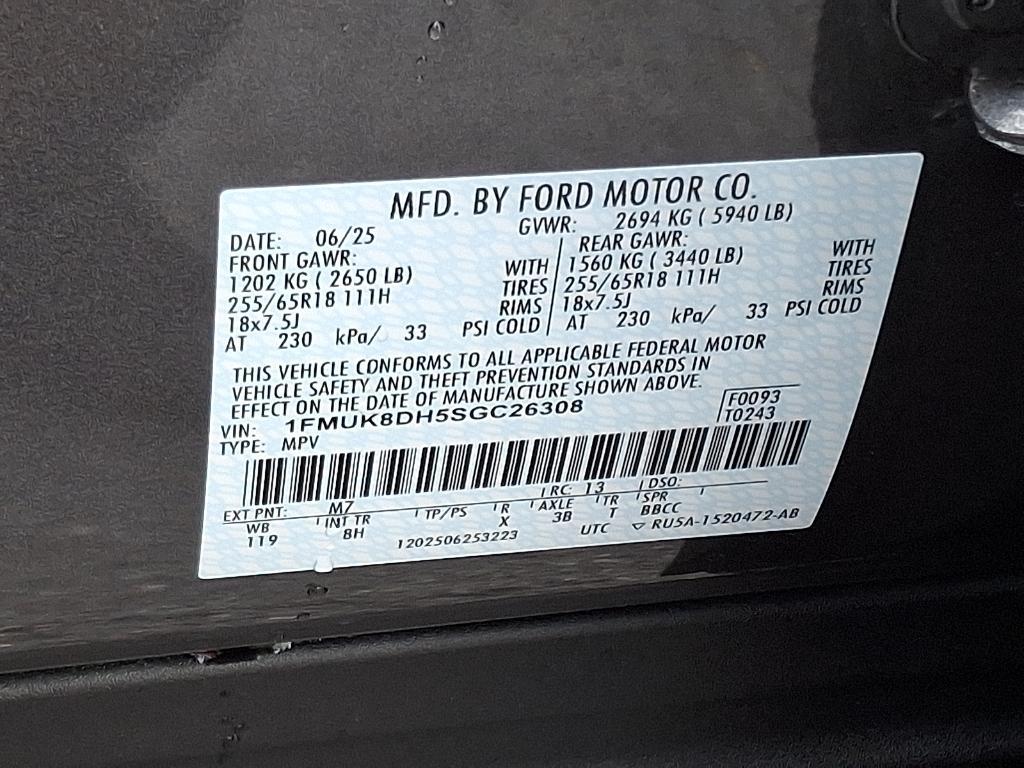 MFD. BY FORD MOTOR CO.
DATE: 06/25 GVWR: 2694 KG ( 5940 LB)
FRONT GAWR: REAR GAWR:
1202 KG ( 2650 LB) WITH 1560 KG ( 3440 LB) WITH
255/65R18 111H TIRES 255/65R18 111H TIRES
18x7.5J RIMS 18x7.5J RIMS
AT 230 kPa/ 33 PSI COLD AT 230 kPa/ 33 PSI COLD
THIS VEHICLE CONFORMS TO ALL APPLICABLE FEDERAL MOTOR
VEHICLE SAFETY AND THEFT PREVENTION STANDARDS IN
EFFECT ON THE DATE OF MANUFACTURE SHOWN ABOVE.
VIN: 1FMUK8DH5SGC26308 F0093
TYPE: MPV T0243
EXT PNT: M7 RC: 13 DSO:
WB INT TR TP/PS R AXLE TR SPR
119 8H X 3B T BBCC
1202506253223 UTC ▽ RU5A-1520472-AB